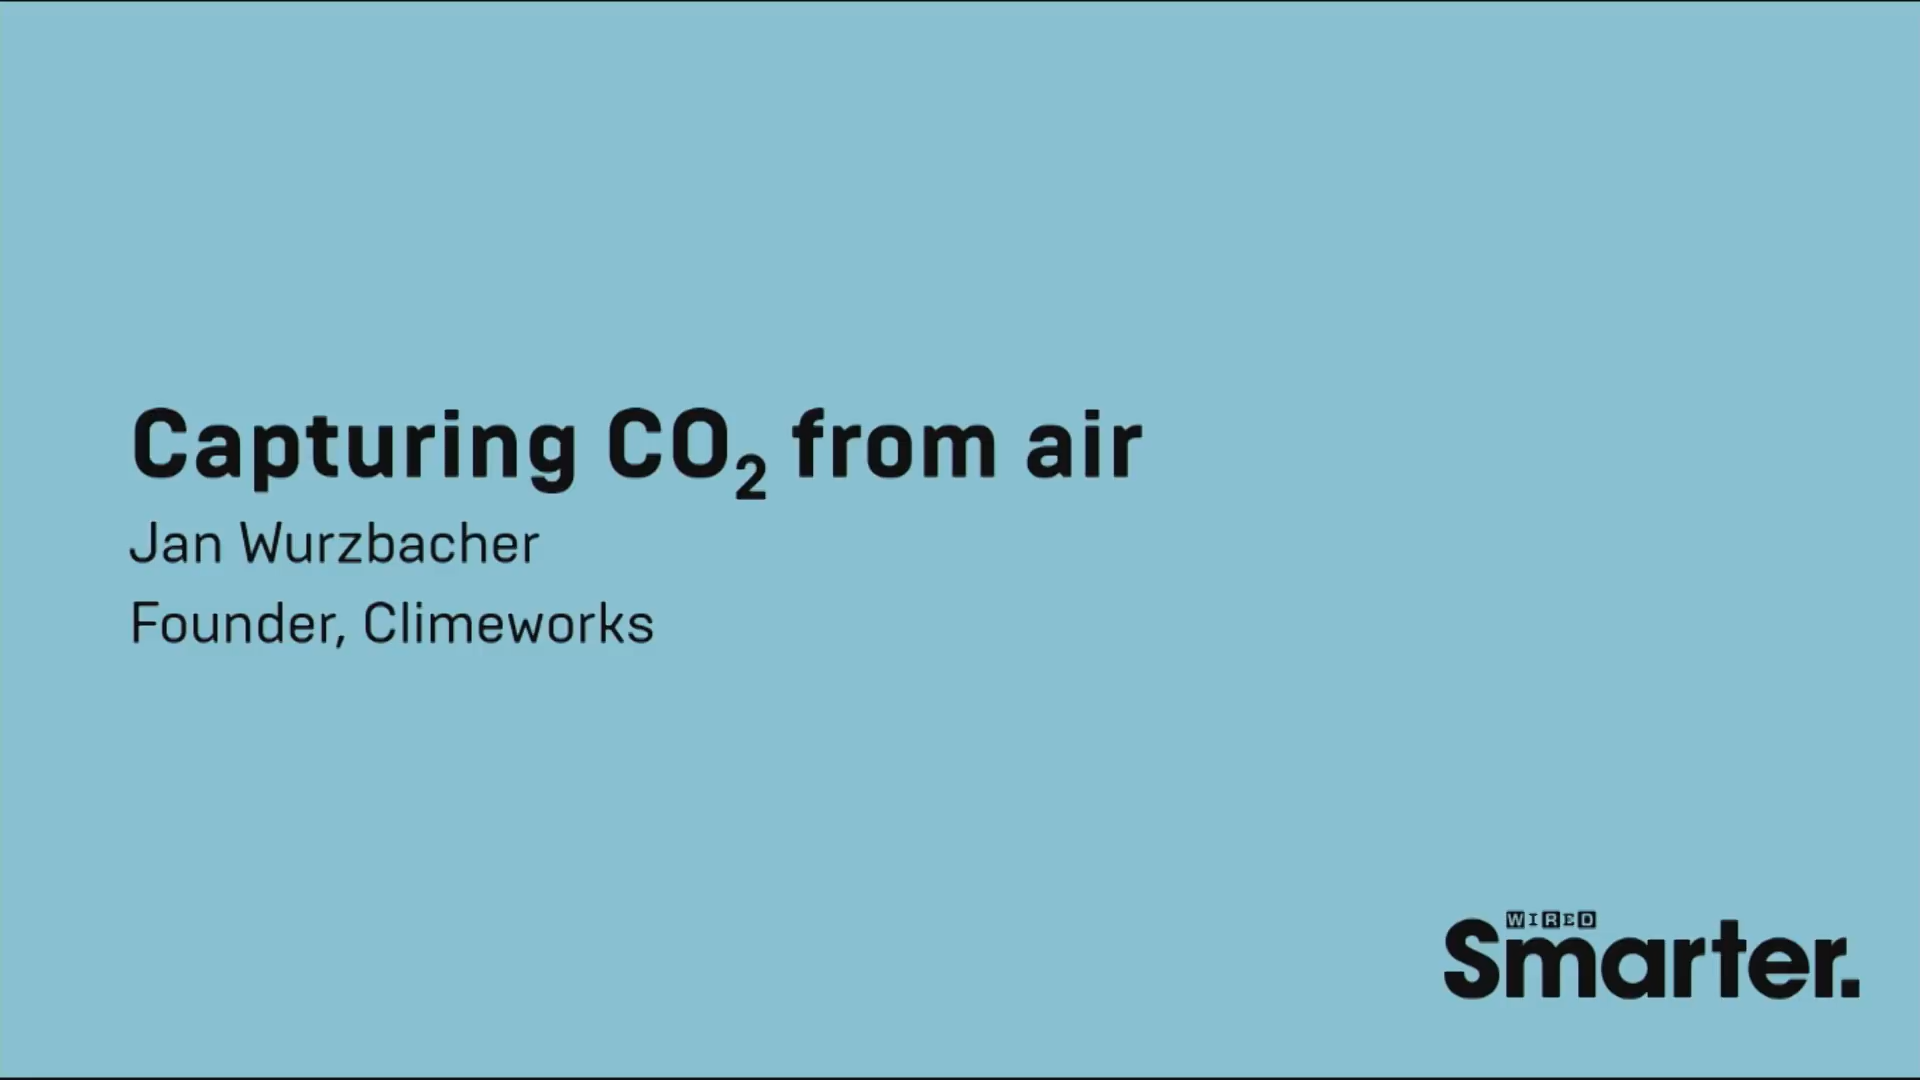 Capturing CO₂ from air
Jan Wurzbacher
Founder, Climeworks
WIRED
Smarter.